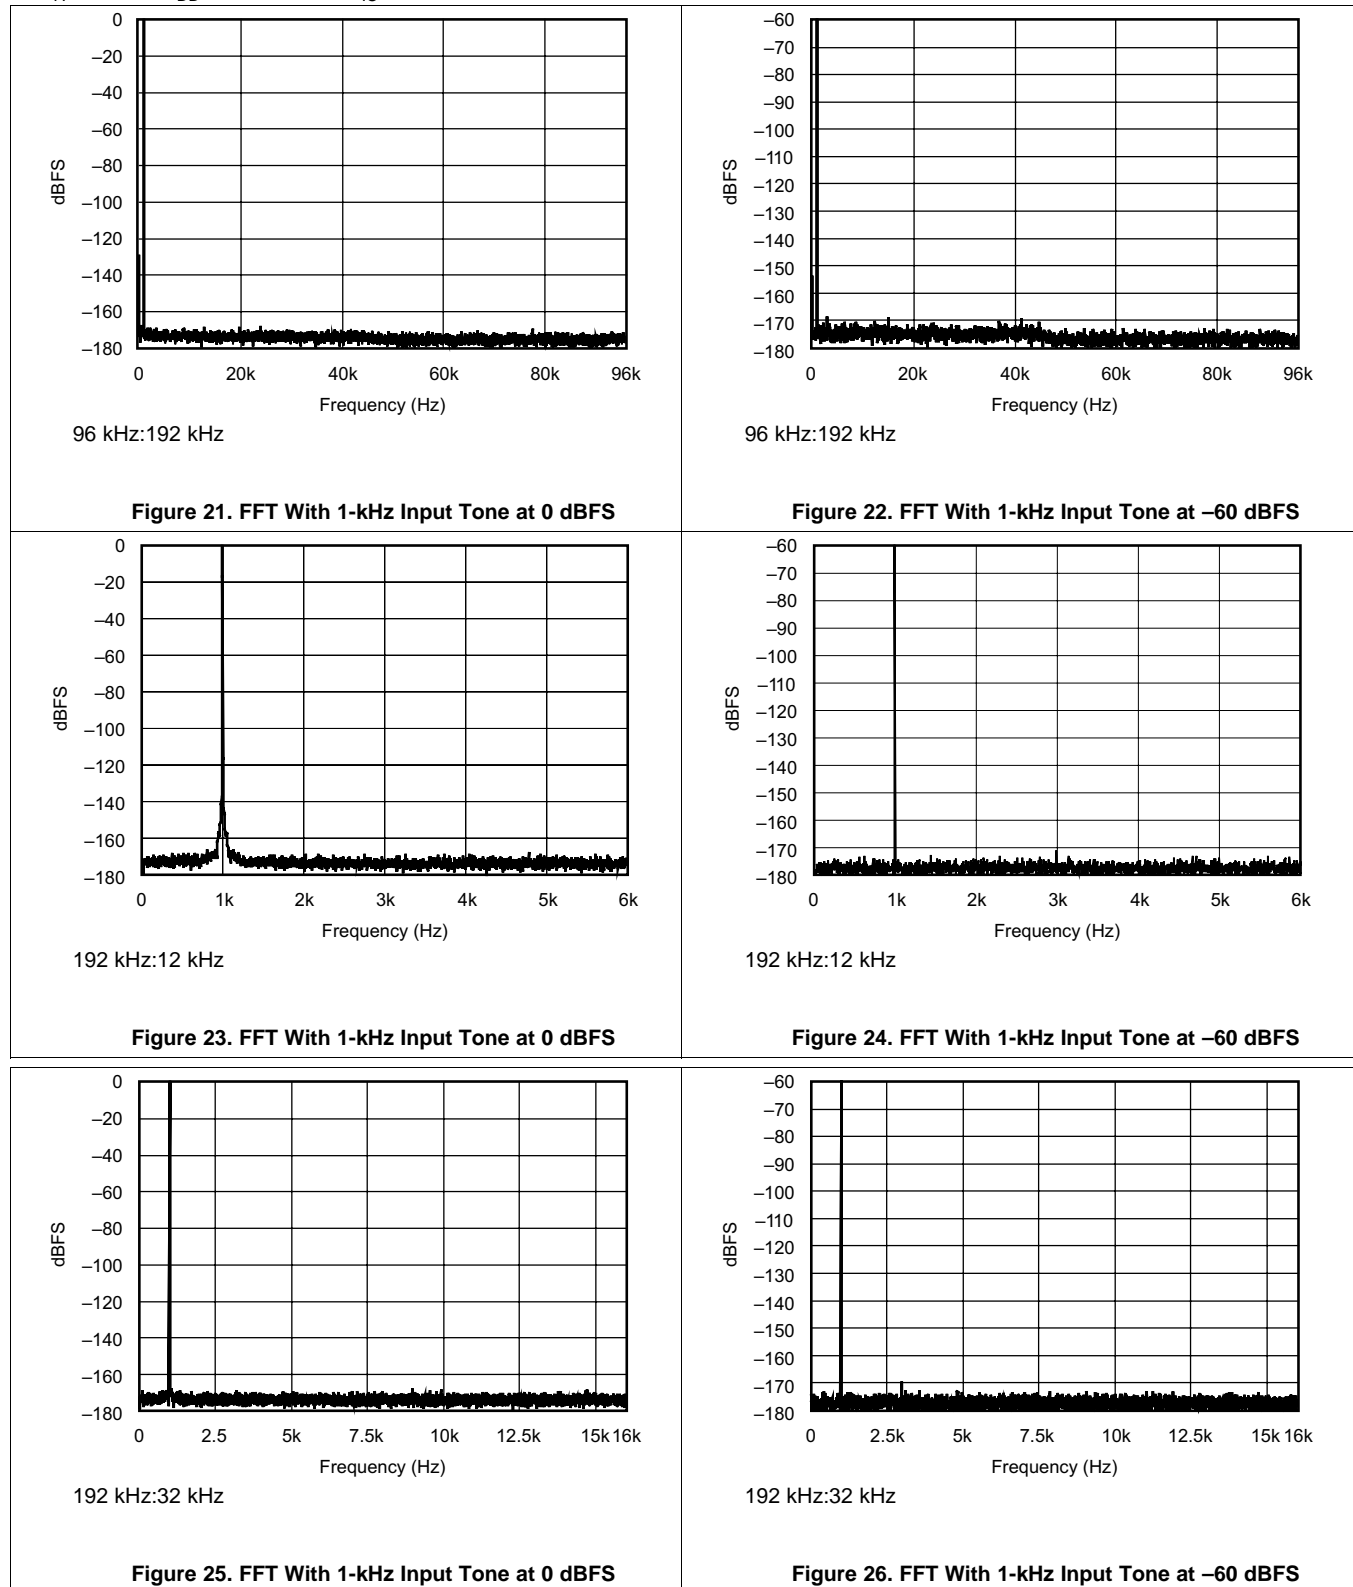 0
–20
–40
–60
–80
–100
–120
–140
–160
–180
dBFS
0 20k 40k 60k 80k 96k
Frequency (Hz)
96 kHz:192 kHz
Figure 21. FFT With 1-kHz Input Tone at 0 dBFS
–60
–70
–80
–90
–100
–110
–120
–130
–140
–150
–160
–170
–180
dBFS
0 20k 40k 60k 80k 96k
Frequency (Hz)
96 kHz:192 kHz
Figure 22. FFT With 1-kHz Input Tone at –60 dBFS
0
–20
–40
–60
–80
–100
–120
–140
–160
–180
dBFS
0 1k 2k 3k 4k 5k 6k
Frequency (Hz)
192 kHz:12 kHz
Figure 23. FFT With 1-kHz Input Tone at 0 dBFS
–60
–70
–80
–90
–100
–110
–120
–130
–140
–150
–160
–170
–180
dBFS
0 1k 2k 3k 4k 5k 6k
Frequency (Hz)
192 kHz:12 kHz
Figure 24. FFT With 1-kHz Input Tone at –60 dBFS
0
–20
–40
–60
–80
–100
–120
–140
–160
–180
dBFS
0 2.5 5k 7.5k 10k 12.5k 15k 16k
Frequency (Hz)
192 kHz:32 kHz
Figure 25. FFT With 1-kHz Input Tone at 0 dBFS
–60
–70
–80
–90
–100
–110
–120
–130
–140
–150
–160
–170
–180
dBFS
0 2.5k 5k 7.5k 10k 12.5k 15k 16k
Frequency (Hz)
192 kHz:32 kHz
Figure 26. FFT With 1-kHz Input Tone at –60 dBFS